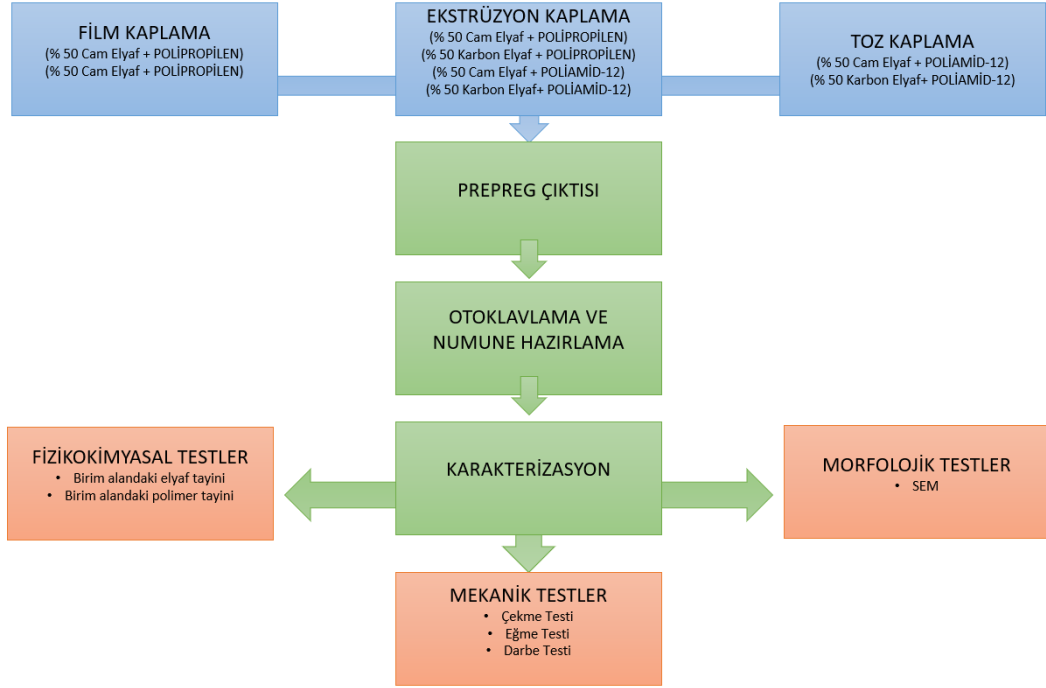 FİLM KAPLAMA
(% 50 Cam Elyaf + POLİPROPİLEN)
(% 50 Cam Elyaf + POLİPROPİLEN)
EKSTRÜZYON KAPLAMA
(% 50 Cam Elyaf + POLİPROPİLEN)
(% 50 Karbon Elyaf + POLİPROPİLEN)
(% 50 Cam Elyaf + POLİAMİD-12)
(% 50 Karbon Elyaf+ POLİAMİD-12)
TOZ KAPLAMA
(% 50 Cam Elyaf + POLİAMİD-12)
(% 50 Karbon Elyaf+ POLİAMİD-12)
PREPREG ÇIKTISI
OTOKLAVLAMA VE
NUMUNE HAZIRLAMA
KARAKTERİZASYON
FİZİKOKİMYASAL TESTLER
• Birim alandaki elyaf tayini
• Birim alandaki polimer tayini
MORFOLOJİK TESTLER
• SEM
MEKANİK TESTLER
• Çekme Testi
• Eğme Testi
• Darbe Testi